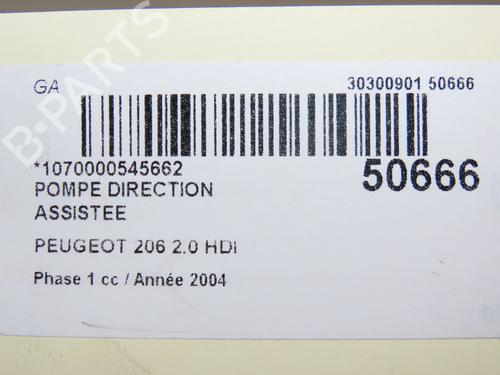 GA
30300901 50666
*1070000545662
50666
POMPE DIRECTION
ASSISTEE
PEUGEOT 206 2.0 HDI
Phase 1 cc / Année 2004
B-PARTS